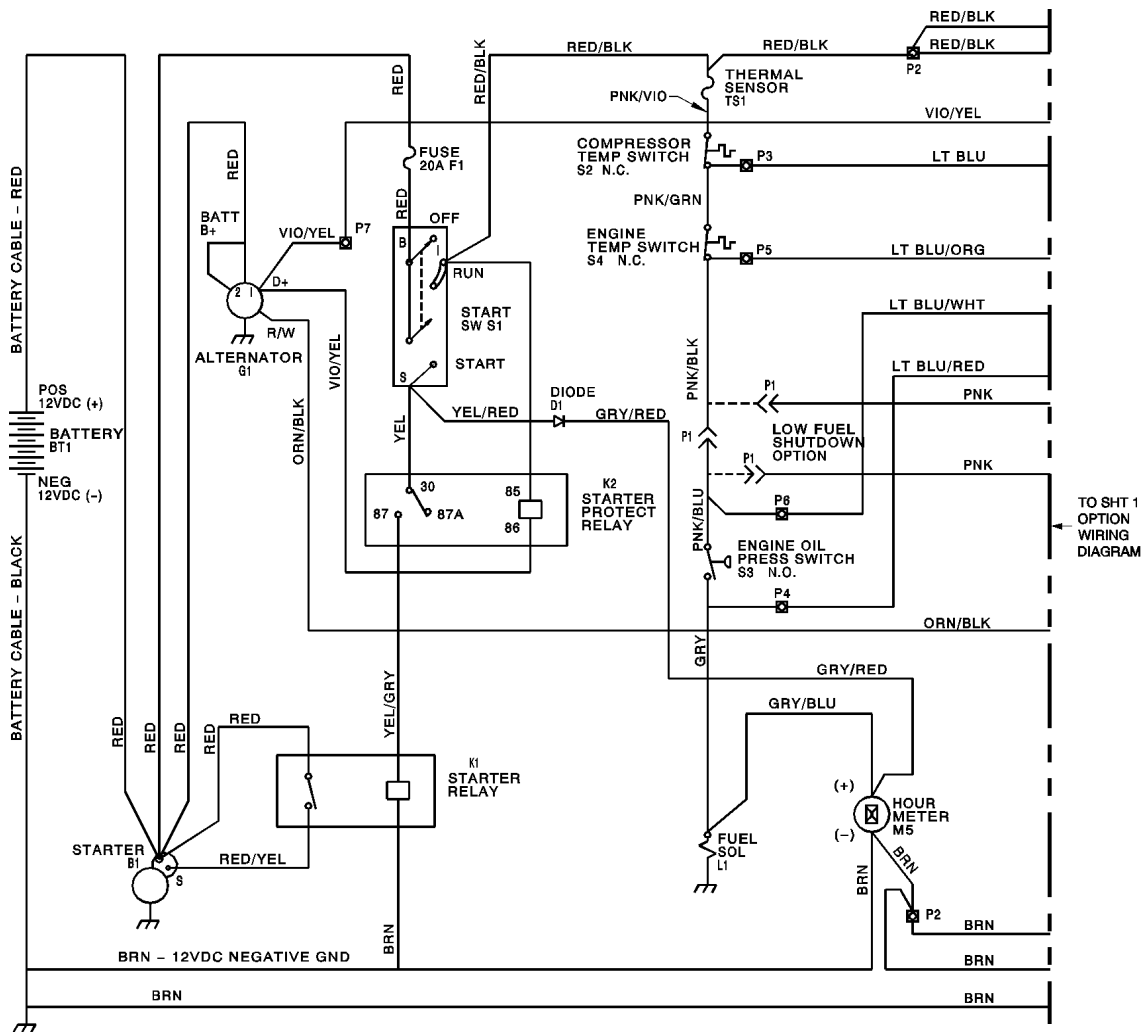 RED/BLK
RED/BLK
RED/BLK
RED/BLK
P2
RED
RED/BLK
THERMAL
SENSOR
TS1
PNK/VIO
VIO/YEL
BATTERY CABLE - RED
RED
FUSE
20A F1
COMPRESSOR
TEMP SWITCH
S2 N.C.
P3
LT BLU
RED
PNK/GRN
BATT
B+
VIO/YEL
P7
OFF
B
I
RUN
ENGINE
TEMP SWITCH
S4 N.C.
P5
LT BLU/ORG
2 I
D+
R/W
ALTERNATOR
G1
VIO/YEL
START
SW S1
START
S
LT BLU/WHT
LT BLU/RED
PNK/BLK
P1
PNK
POS
12VDC (+)
BATTERY
BT1
NEG
12VDC (-)
ORN/BLK
YEL
YEL/RED
DIODE
D1
GRY/RED
P1
LOW FUEL
SHUTDOWN
OPTION
P1
PNK
30
87
87A
85
86
K2
STARTER
PROTECT
RELAY
PNK/BLU
P6
TO SHT 1
OPTION
WIRING
DIAGRAM
ENGINE OIL
PRESS SWITCH
S3 N.O.
P4
BATTERY CABLE - BLACK
ORN/BLK
GRY
GRY/RED
GRY/BLU
YEL/GRY
RED
RED
RED
RED
RED
K1
STARTER
RELAY
(+)
HOUR
METER
M5
(-)
STARTER
B1
S
RED/YEL
FUEL
SOL
L1
BRN
BRN
P2
BRN
BRN
BRN
BRN - 12VDC NEGATIVE GND
BRN
BRN